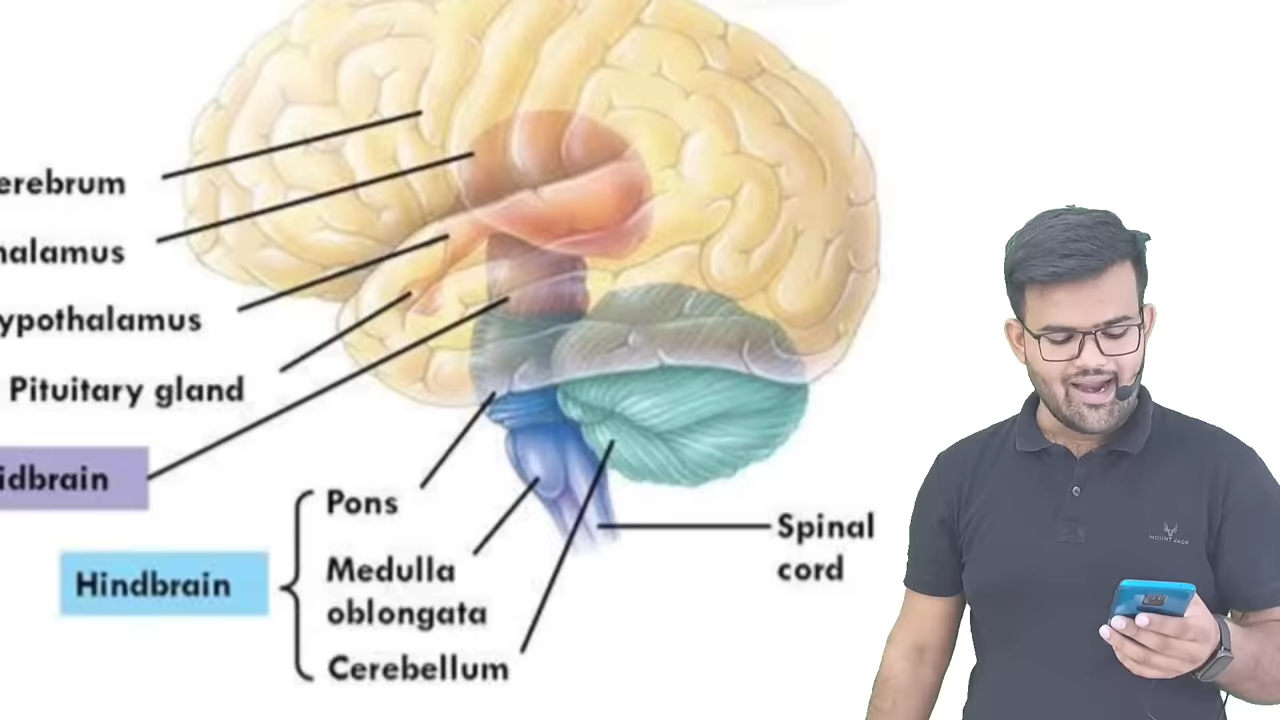 erebrum
halamus
ypothalamus
Pituitary gland
idbrain
Hindbrain
Pons
Medulla
oblongata
Cerebellum
Spinal
cord